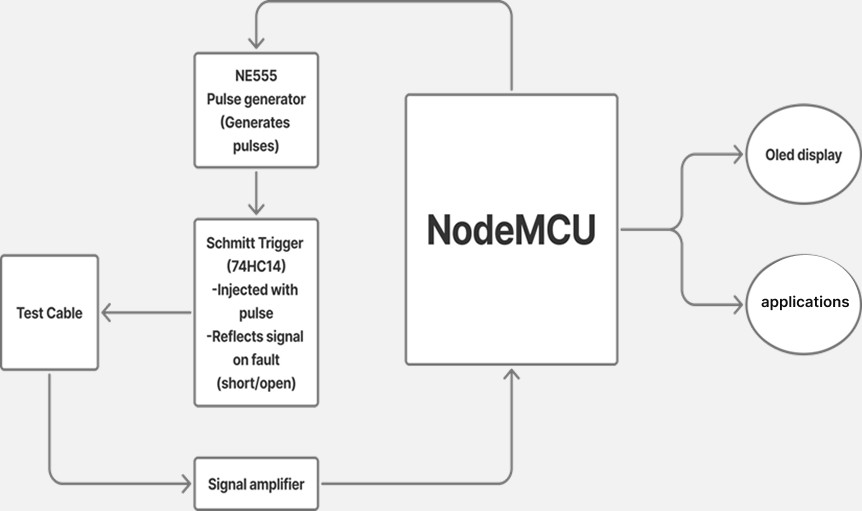 NE555
Pulse generator
(Generates
pulses)
Schmitt Trigger
(74HC14)
-Injected with
pulse
-Reflects signal
on fault
(short/open)
Test Cable
Signal amplifier
NodeMCU
Oled display
applications